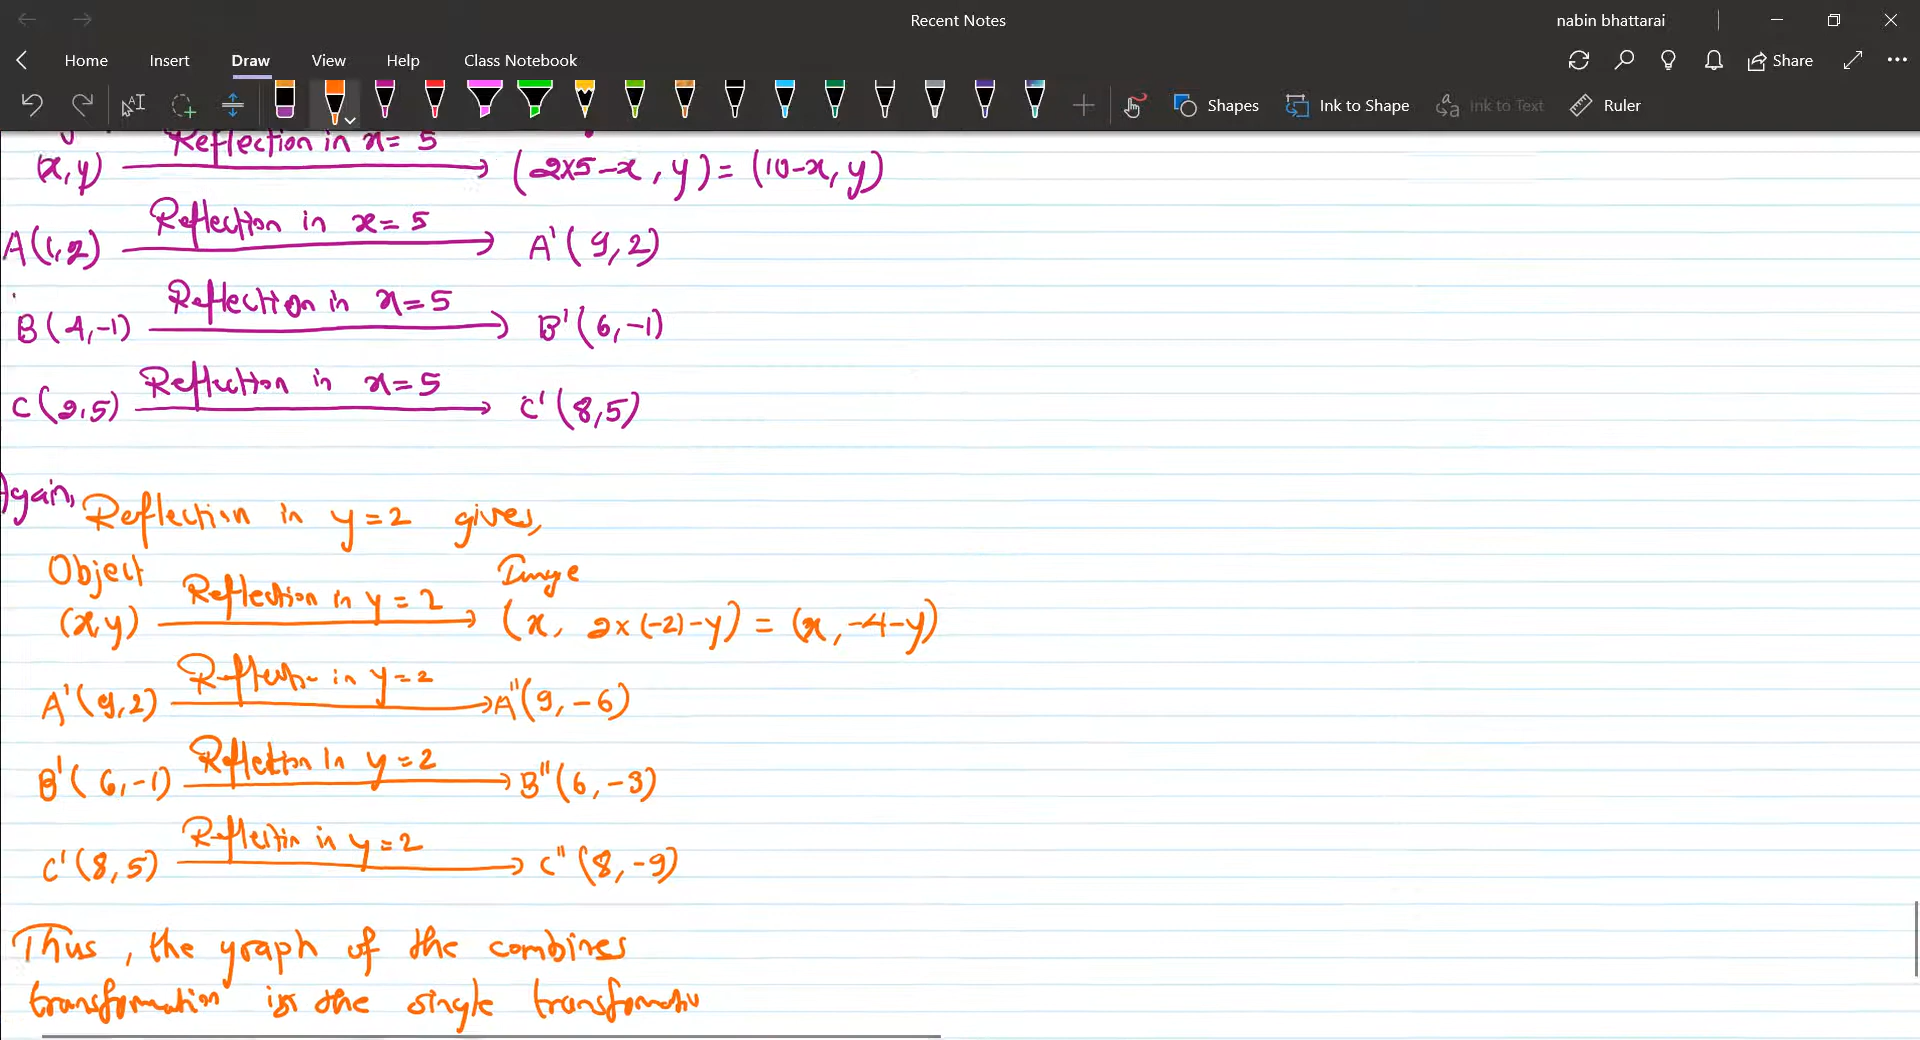 Recent Notes
nabin bhattarai
Home Insert Draw View Help Class Notebook
Share
Shapes Ink to Shape Ink to Text Ruler
Reflection in x = 5
(x,y) (2×5-x, y) = (10-x, y)
Reflection in x = 5
A(1,2) A'(9,2)
Reflection in x = 5
B(4,-1) B'(6,-1)
Reflection in x = 5
C(2,5) C'(8,5)
Again,
Reflection in y = 2 gives,
Object Image
Reflection in y = 2
(x,y) (x, 2×(-2)-y) = (x, -4-y)
Reflection in y = 2
A'(9,2) A"(9,-6)
Reflection in y = 2
B'(6,-1) B"(6,-3)
Reflectin in y = 2
C'(8,5) C"(8,-9)
Thus, the graph of the combines
transformation is the single transformatio